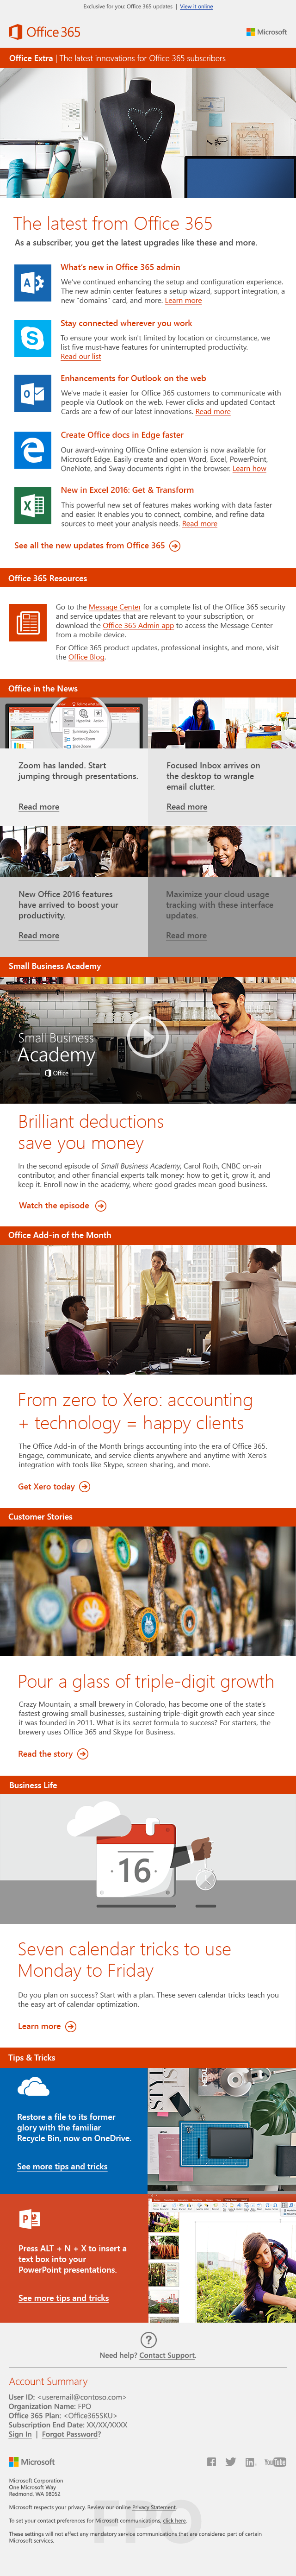 Exclusive for you: Office 365 updates | View it online
Office 365
Microsoft
Office Extra | The latest innovations for Office 365 subscribers
The latest from Office 365
As a subscriber, you get the latest upgrades like these and more.
What's new in Office 365 admin
We've continued enhancing the setup and configuration experience.
The new admin center features a setup wizard, support integration, a
new "domains" card, and more. Learn more
Stay connected wherever you work
To ensure your work isn't limited by location or circumstance, we
list five must-have features for uninterrupted productivity.
Read our list
Enhancements for Outlook on the web
We've made it easier for Office 365 customers to communicate with
people via Outlook on the web. Fewer clicks and updated Contact
Cards are a few of our latest innovations. Read more
Create Office docs in Edge faster
Our award-winning Office Online extension is now available for
Microsoft Edge. Easily create and open Word, Excel, PowerPoint,
OneNote, and Sway documents right in the browser. Learn how
New in Excel 2016: Get & Transform
This powerful new set of features makes working with data faster
and easier. It enables you to connect, combine, and refine data
sources to meet your analysis needs. Read more
See all the new updates from Office 365
Office 365 Resources
Go to the Message Center for a complete list of the Office 365 security
and service updates that are relevant to your subscription, or
download the Office 365 Admin app to access the Message Center
from a mobile device.
For Office 365 product updates, professional insights, and more, visit
the Office Blog.
Office in the News
Summary Zoom
Section Zoom
Slide Zoom
Zoom has landed. Start
jumping through presentations.
Read more
Focused Inbox arrives on
the desktop to wrangle
email clutter.
Read more
New Office 2016 features
have arrived to boost your
productivity.
Read more
Maximize your cloud usage
tracking with these interface
updates.
Read more
Small Business Academy
Small Business
Academy
Office
Brilliant deductions
save you money
In the second episode of Small Business Academy, Carol Roth, CNBC on-air
contributor, and other financial experts talk money: how to get it, grow it, and
keep it. Enroll now in the academy, where good grades mean good business.
Watch the episode
Office Add-in of the Month
From zero to Xero: accounting
+ technology = happy clients
The Office Add-in of the Month brings accounting into the era of Office 365.
Engage, communicate, and service clients anywhere and anytime with Xero's
integration with tools like Skype, screen sharing, and more.
Get Xero today
Customer Stories
Pour a glass of triple-digit growth
Crazy Mountain, a small brewery in Colorado, has become one of the state's
fastest growing small businesses, sustaining triple-digit growth each year since
it was founded in 2011. What is its secret formula to success? For starters, the
brewery uses Office 365 and Skype for Business.
Read the story
Business Life
16
Seven calendar tricks to use
Monday to Friday
Do you plan on success? Start with a plan. These seven calendar tricks teach you
the easy art of calendar optimization.
Learn more
Tips & Tricks
Restore a file to its former
glory with the familiar
Recycle Bin, now on OneDrive.
See more tips and tricks
Press ALT + N + X to insert a
text box into your
PowerPoint presentations.
See more tips and tricks
Need help? Contact Support.
Account Summary
User ID: <useremail@contoso.com>
Organization Name: FPO
Office 365 Plan: <Office365SKU>
Subscription End Date: XX/XX/XXXX
Sign In | Forgot Password?
Microsoft
YouTube
Microsoft Corporation
One Microsoft Way
Redmond, WA 98052
Microsoft respects your privacy. Review our online Privacy Statement.
To set your contact preferences for Microsoft communications, click here.
These settings will not affect any mandatory service communications that are considered part of certain
Microsoft services.
FPO